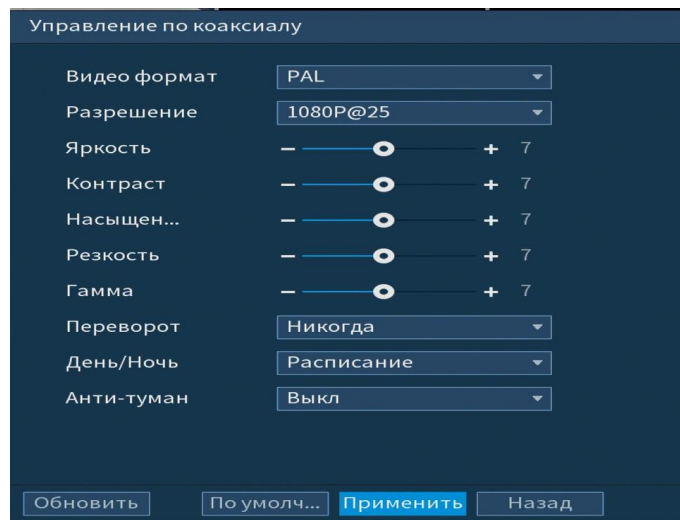 Управление по коаксиалу
Видео формат PAL
Разрешение 1080P@25
Яркость – + 7
Контраст – + 7
Насыщен... – + 7
Резкость – + 7
Гамма – + 7
Переворот Никогда
День/Ночь Расписание
Анти-туман Выкл
Обновить По умолч... Применить Назад